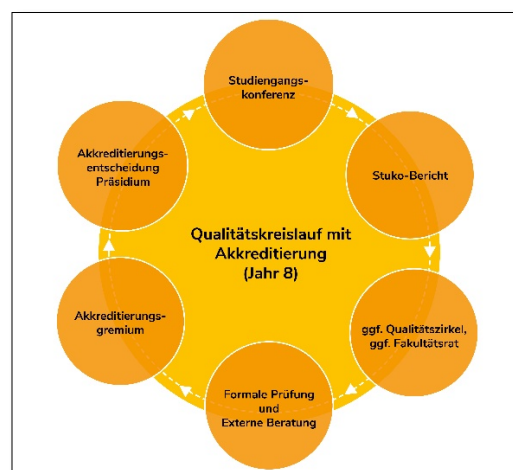 Studiengangs-
konferenz
Stuko-Bericht
ggf. Qualitätszirkel,
ggf. Fakultätsrat
Formale Prüfung
und
Externe Beratung
Akkreditierungs-
gremium
Akkreditierungs-
entscheidung
Präsidium
Qualitätskreislauf mit
Akkreditierung
(Jahr 8)